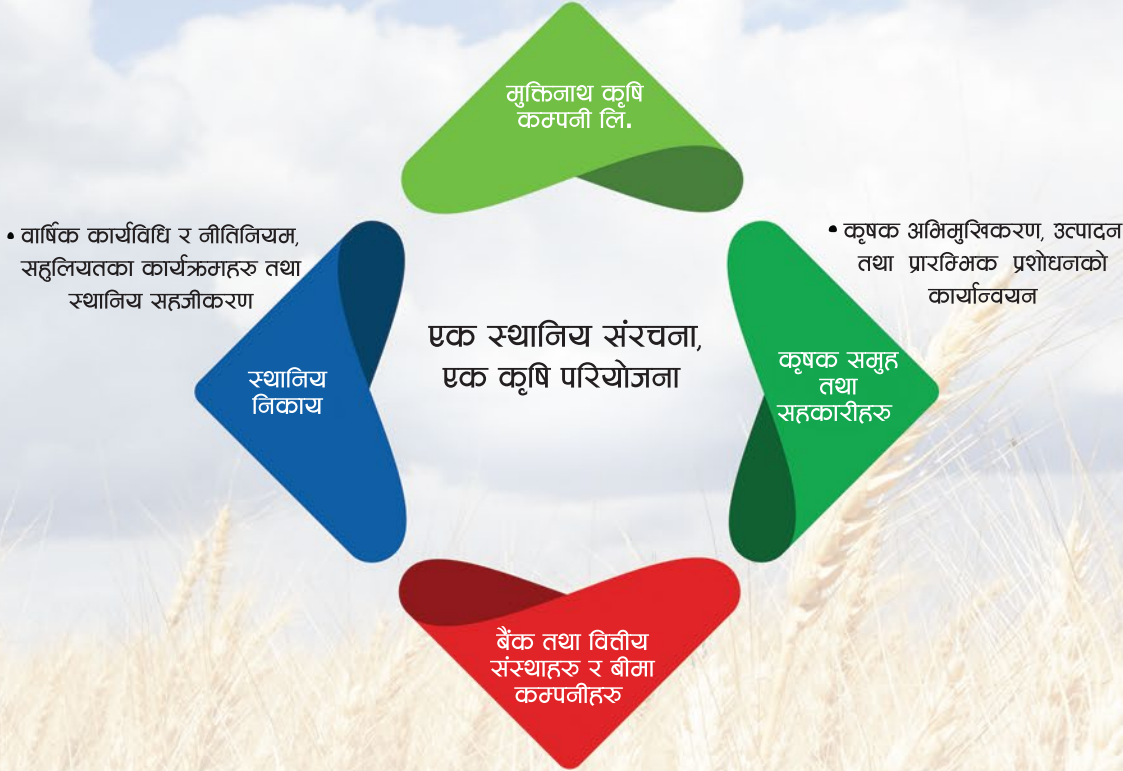 मुक्तिनाथ कृषि
कम्पनी लि.
• वार्षिक कार्यविधि र नीतिनियम,
सहुलियतका कार्यक्रमहरु तथा
स्थानिय सहजीकरण
• कृषक अभिमुखिकरण, उत्पादन
तथा प्रारम्भिक प्रशोधनको
कार्यान्वयन
एक स्थानिय संरचना,
एक कृषि परियोजना
स्थानिय
निकाय
कृषक समुह
तथा
सहकारीहरु
बैंक तथा वित्तीय
संस्थाहरु र बीमा
कम्पनीहरु